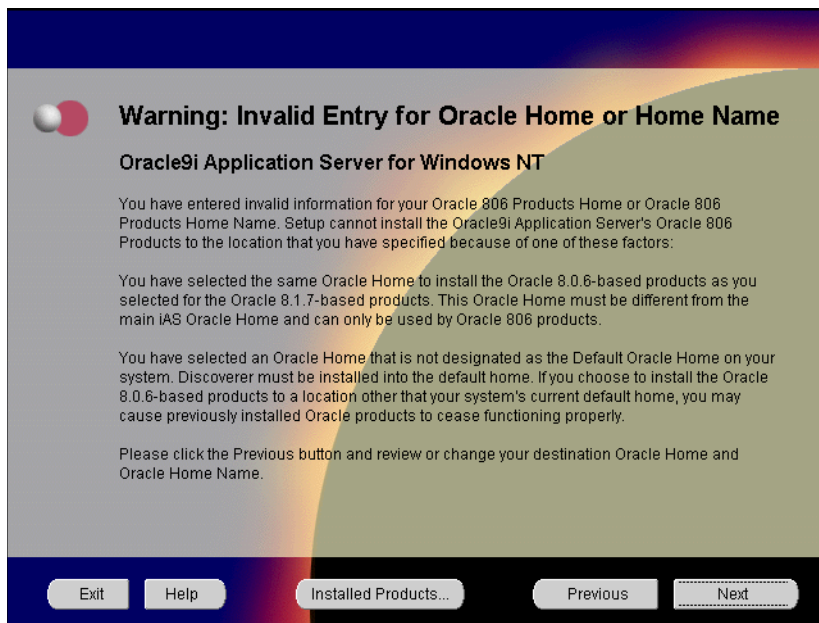 Warning: Invalid Entry for Oracle Home or Home Name
Oracle9i Application Server for Windows NT
You have entered invalid information for your Oracle 806 Products Home or Oracle 806
Products Home Name. Setup cannot install the Oracle9i Application Server's Oracle 806
Products to the location that you have specified because of one of these factors:
You have selected the same Oracle Home to install the Oracle 8.0.6-based products as you
selected for the Oracle 8.1.7-based products. This Oracle Home must be different from the
main iAS Oracle Home and can only be used by Oracle 806 products.
You have selected an Oracle Home that is not designated as the Default Oracle Home on your
system. Discoverer must be installed into the default home. If you choose to install the Oracle
8.0.6-based products to a location other that your system's current default home, you may
cause previously installed Oracle products to cease functioning properly.
Please click the Previous button and review or change your destination Oracle Home and
Oracle Home Name.
Exit Help Installed Products... Previous Next